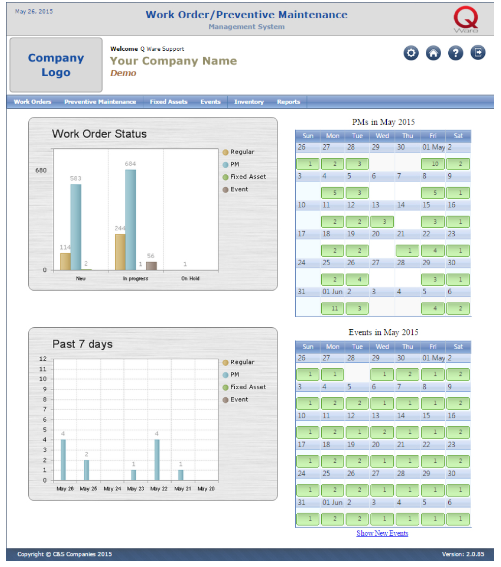 May 26, 2015
Work Order/Preventive Maintenance
Management System
Q
Ware
Company
Logo
Welcome Q Ware Support
Your Company Name
Demo
Work Orders Preventive Maintenance Fixed Assets Events Inventory Reports
Work Order Status
680
0
114 583 2
244 684 1 56
1
New In progress On Hold
Regular
PM
Fixed Asset
Event
PMs in May 2015
Sun Mon Tue Wed Thu Fri Sat
26 27 28 29 30 01 May 2
1 2 3 10 2
3 4 5 6 7 8 9
5 3 5 1
10 11 12 13 14 15 16
2 2 3 3 1
17 18 19 20 21 22 23
2 2 1 4 1
24 25 26 27 28 29 30
2 4 3 1
31 01 Jun 2 3 4 5 6
11 3 4 2
Past 7 days
12
11
10
9
8
7
6
5
4
3
2
1
0
4 2 1 4 1
May 26 May 25 May 24 May 23 May 22 May 21 May 20
Regular
PM
Fixed Asset
Event
Events in May 2015
Sun Mon Tue Wed Thu Fri Sat
26 27 28 29 30 01 May 2
1 1 1 2 1 1
3 4 5 6 7 8 9
1 2 2 1 2 1 1
10 11 12 13 14 15 16
1 2 1 1 2 1 1
17 18 19 20 21 22 23
1 2 1 1 2 1 1
24 25 26 27 28 29 30
1 2 1 1 2 1 1
31 01 Jun 2 3 4 5 6
1 2 2 1 2 1 1
Show New Events
Copyright © C&S Companies 2015 Version: 2.0.85